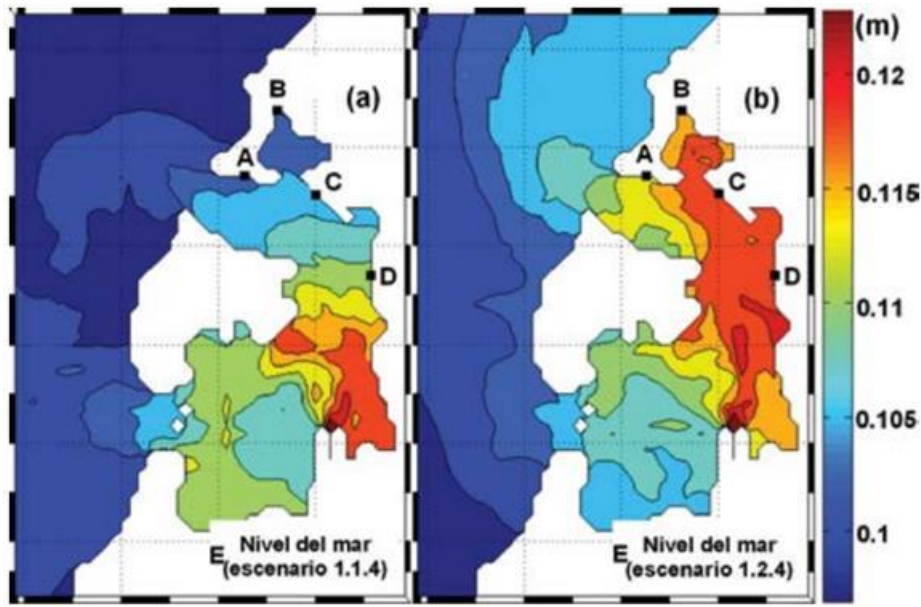 (m)
B
(a)
A
C
D
E
Nivel del mar
(escenario 1.1.4)
B
(b)
A
C
D
E
Nivel del mar
(escenario 1.2.4)
0.12
0.115
0.11
0.105
0.1